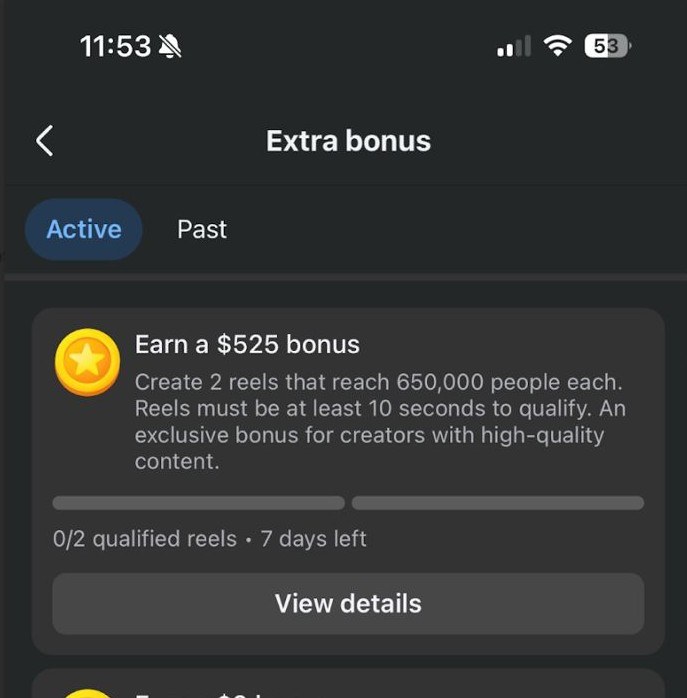 11:53
53
Extra bonus
Active
Past
Earn a $525 bonus
Create 2 reels that reach 650,000 people each.
Reels must be at least 10 seconds to qualify. An
exclusive bonus for creators with high-quality
content.
0/2 qualified reels • 7 days left
View details